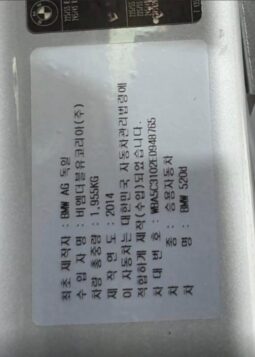 최초 제작자 : BMW AG 독일
수 입 자 명 : 비엠더블유코리아(주)
차량 총중량 : 1,955KG
제 작 연 도 : 2014
이 자동차는 대한민국 자동차관리법령에
적합하게 제작(수입)되었습니다.
차 대 번 호 : WBA5C3102ED948765
차 종 : 승용자동차
차 명 : BMW 520d